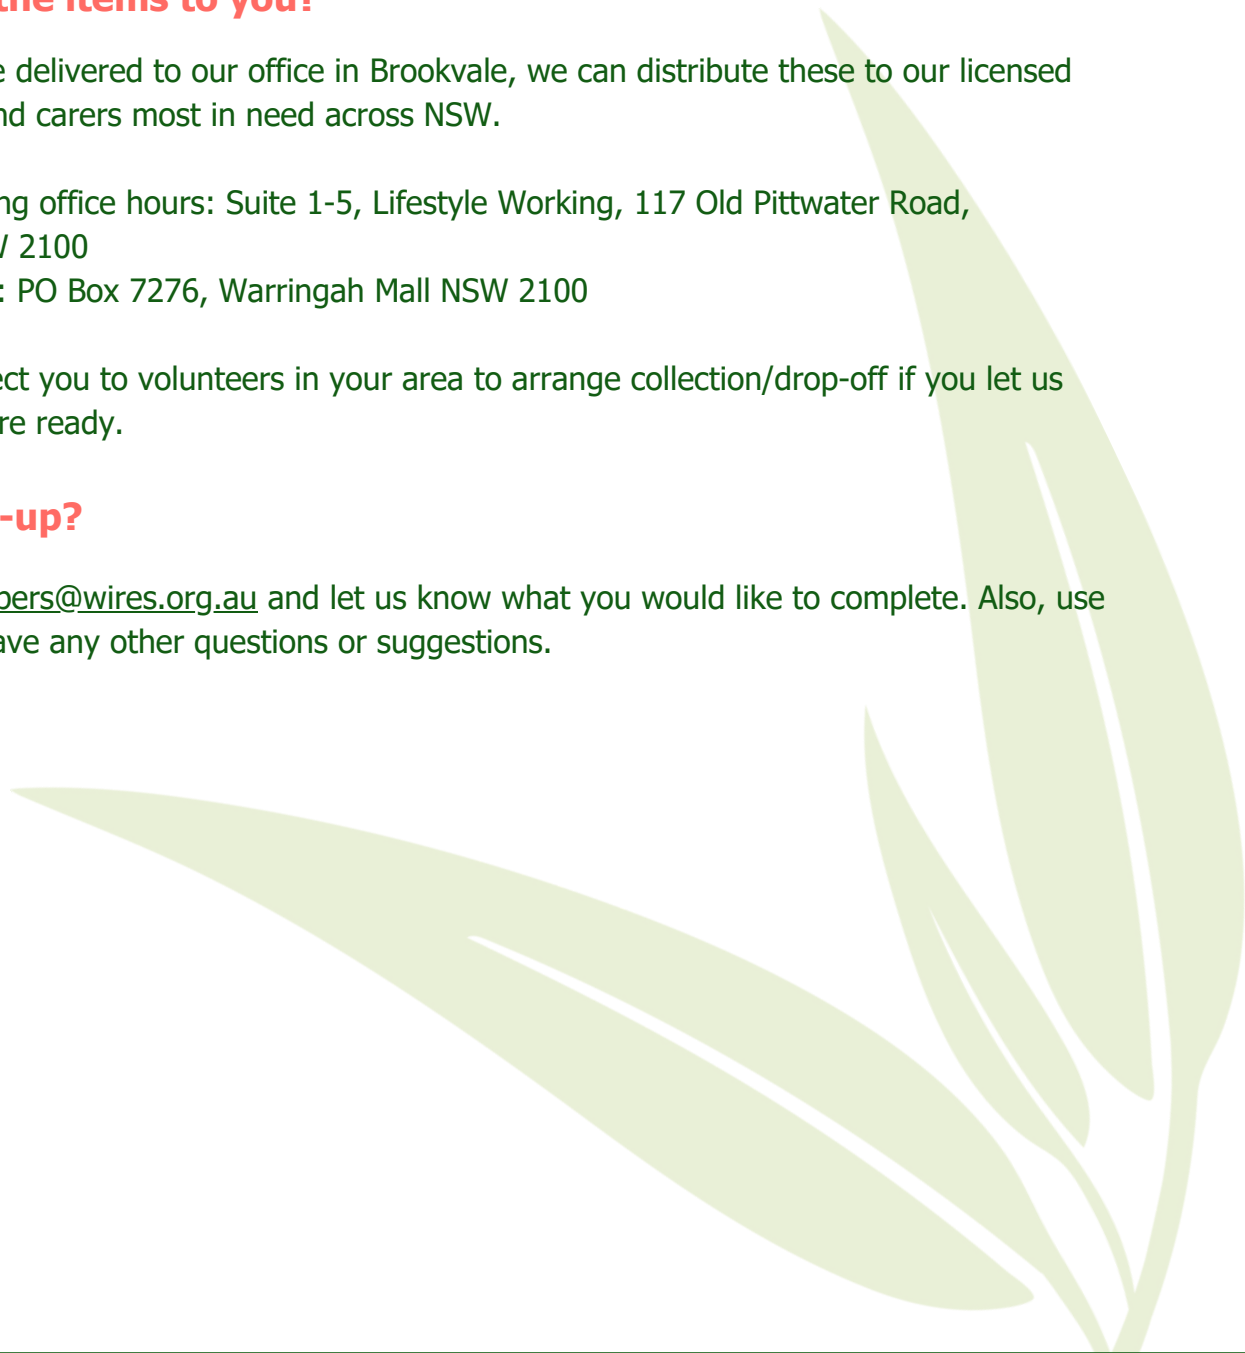 the items to you?
e delivered to our office in Brookvale, we can distribute these to our licensed
nd carers most in need across NSW.
ng office hours: Suite 1-5, Lifestyle Working, 117 Old Pittwater Road,
W 2100
: PO Box 7276, Warringah Mall NSW 2100
ect you to volunteers in your area to arrange collection/drop-off if you let us
re ready.
-up?
bers@wires.org.au and let us know what you would like to complete. Also, use
ave any other questions or suggestions.